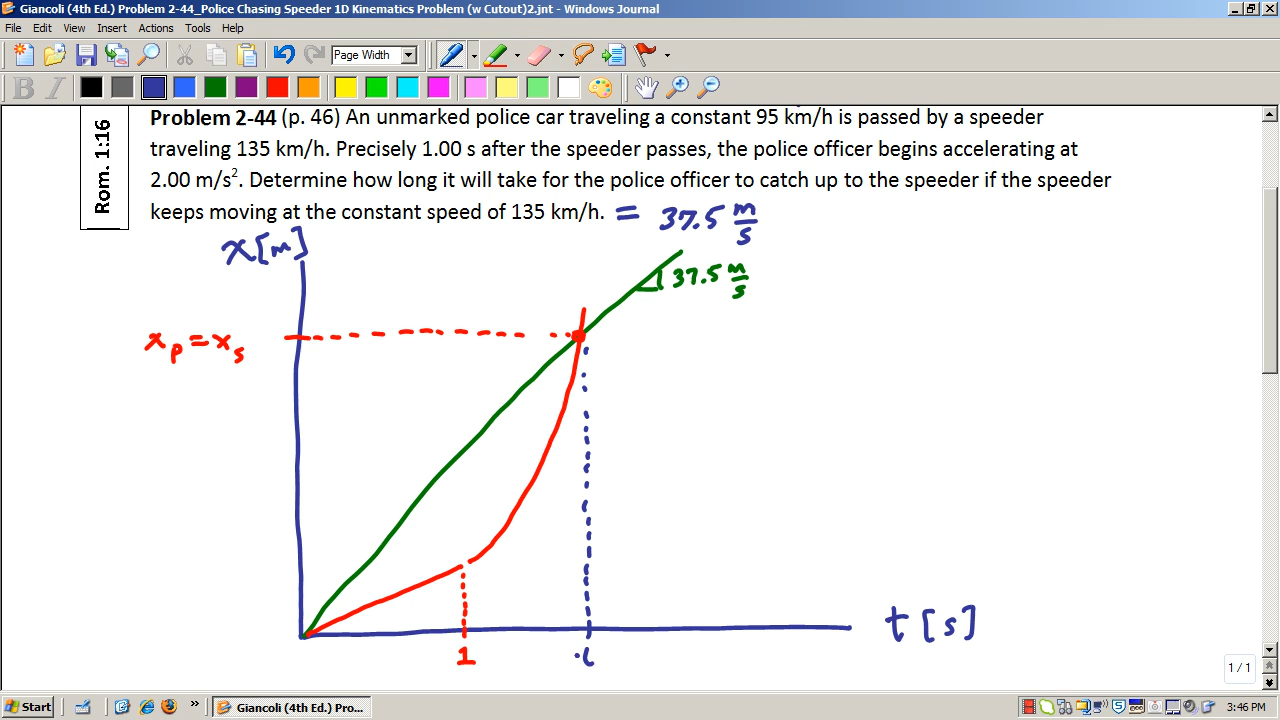 Giancoli (4th Ed.) Problem 2-44_Police Chasing Speeder 1D Kinematics Problem (w Cutout)2.jnt - Windows Journal
File Edit View Insert Actions Tools Help
Page Width
B I
Rom. 1:16
Problem 2-44 (p. 46) An unmarked police car traveling a constant 95 km/h is passed by a speeder
traveling 135 km/h. Precisely 1.00 s after the speeder passes, the police officer begins accelerating at
2.00 m/s². Determine how long it will take for the police officer to catch up to the speeder if the speeder
keeps moving at the constant speed of 135 km/h. = 37.5 m/s
x[m]
37.5 m/s
xₚ=xₛ
t[s]
1
1 / 1
Start
»
Giancoli (4th Ed.) Pro...
3:46 PM